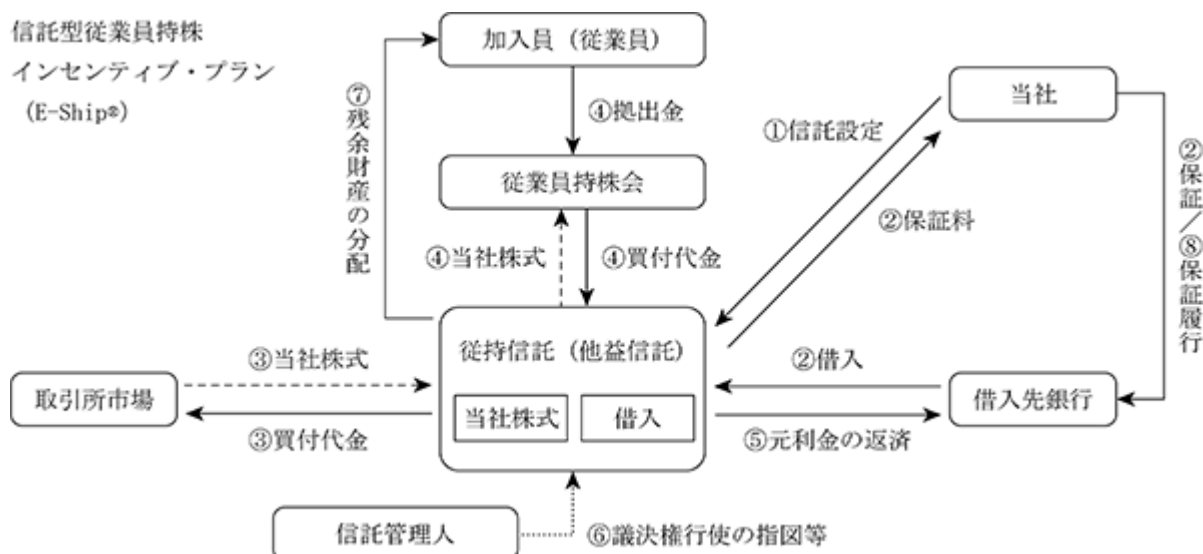 信託型従業員持株
インセンティブ・プラン
(E-Ship®)
加入員（従業員）
当社
⑦残余財産の分配
④拠出金
①信託設定
②保証／⑧保証履行
従業員持株会
②保証料
④当社株式
④買付代金
従持信託（他益信託）
③当社株式
②借入
取引所市場
当社株式
借入
借入先銀行
③買付代金
⑤元利金の返済
信託管理人
⑥議決権行使の指図等